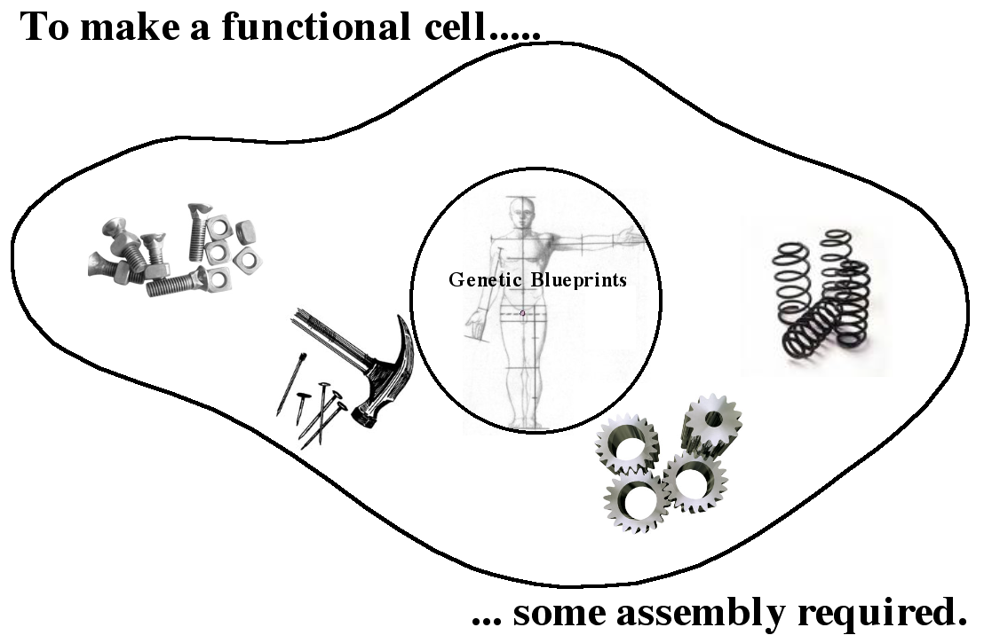 To make a functional cell.....
Genetic Blueprints
... some assembly required.